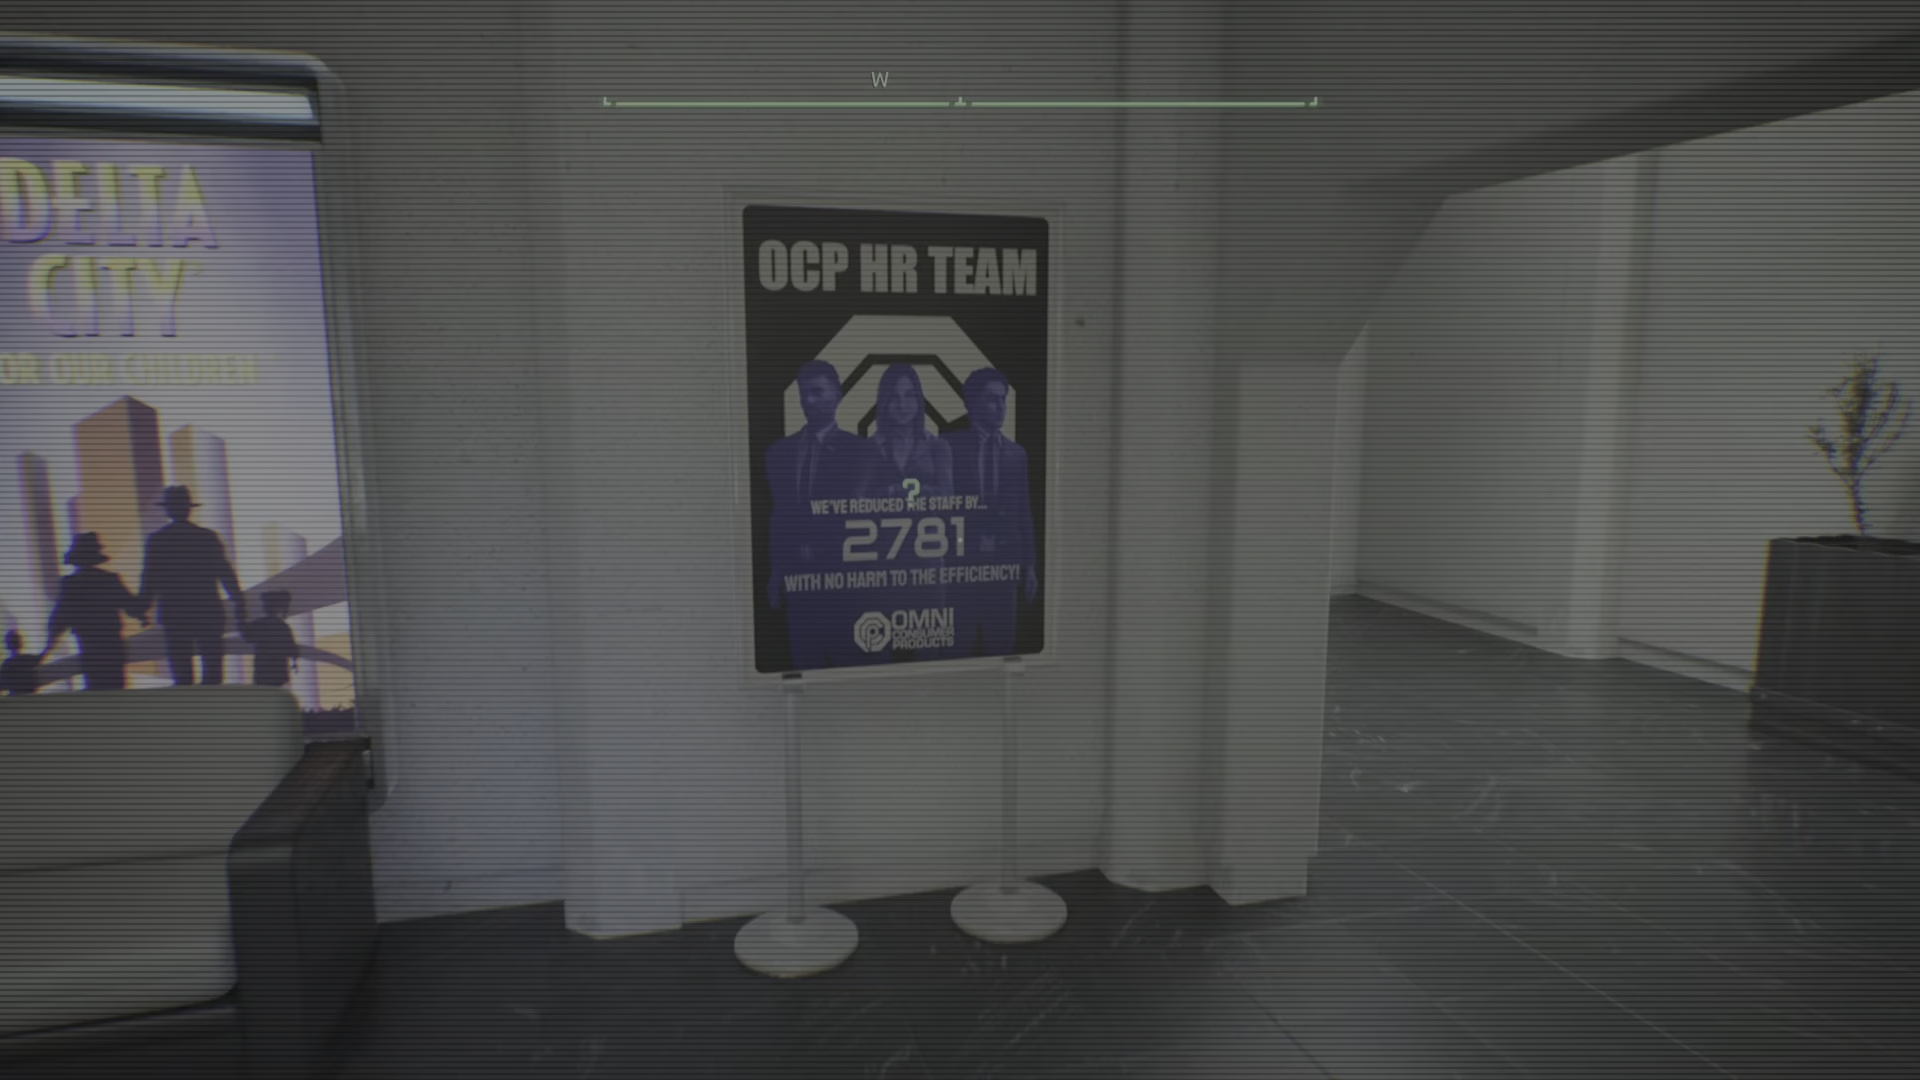 W
DELTA
CITY
OR OUR CHILDREN
OCP HR TEAM
?
WE'VE REDUCED THE STAFF BY...
2781
WITH NO HARM TO THE EFFICIENCY!
OCP
OMNI
CONSUMER
PRODUCTS